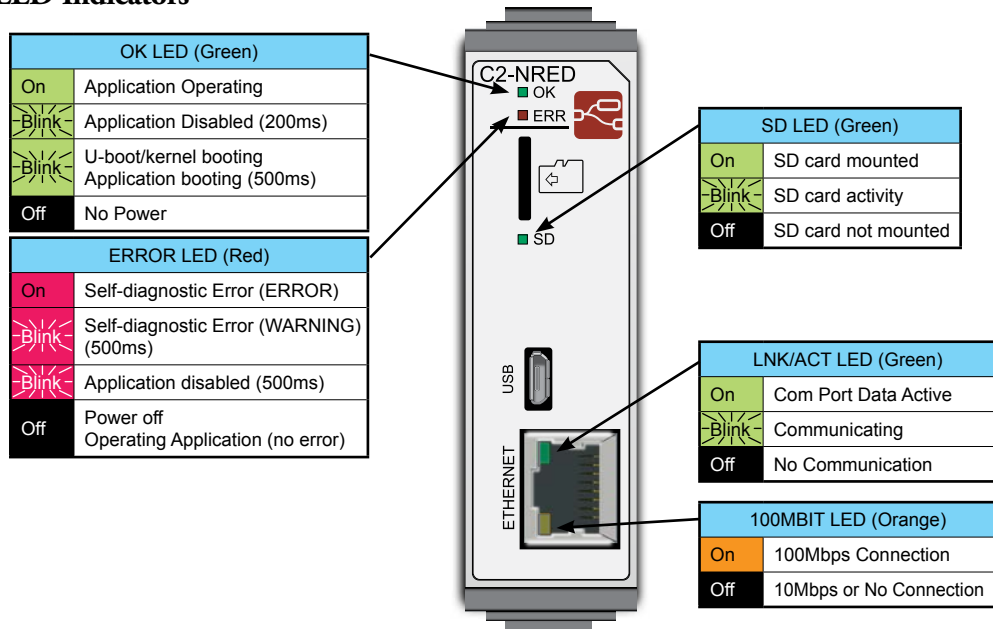 LED Indicators
OK LED (Green)
On Application Operating
Blink Application Disabled (200ms)
Blink U-boot/kernel booting
Application booting (500ms)
Off No Power
ERROR LED (Red)
On Self-diagnostic Error (ERROR)
Blink Self-diagnostic Error (WARNING)
(500ms)
Blink Application disabled (500ms)
Off Power off
Operating Application (no error)
C2-NRED
OK
ERR
SD
USB
ETHERNET
SD LED (Green)
On SD card mounted
Blink SD card activity
Off SD card not mounted
LNK/ACT LED (Green)
On Com Port Data Active
Blink Communicating
Off No Communication
100MBIT LED (Orange)
On 100Mbps Connection
Off 10Mbps or No Connection